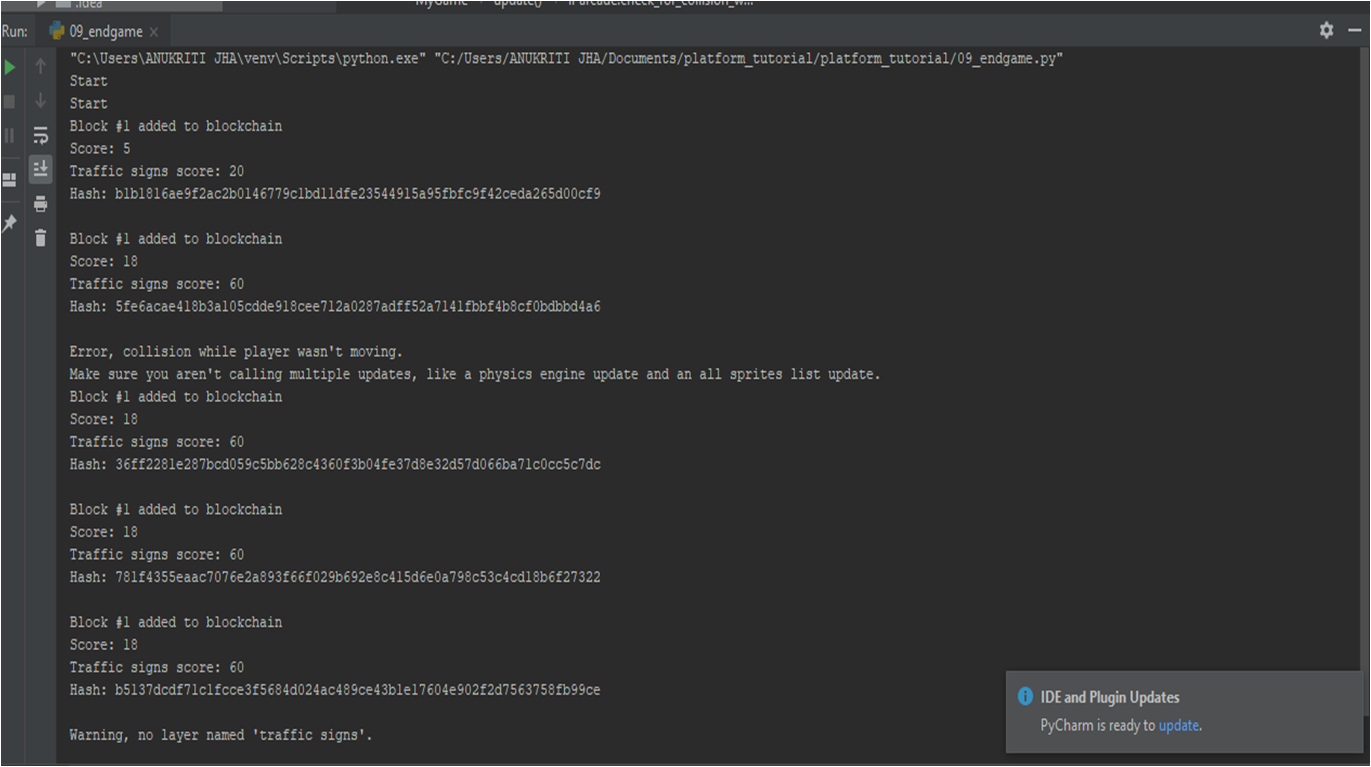 .idea
MyGame update()
Run: 09_endgame
"C:\Users\ANUKRITI JHA\venv\Scripts\python.exe" "C:/Users/ANUKRITI JHA/Documents/platform_tutorial/platform_tutorial/09_endgame.py"
Start
Start
Block #1 added to blockchain
Score: 5
Traffic signs score: 20
Hash: b1b1816ae9f2ac2b0146779c1bd11dfe23544915a95fbfc9f42ceda265d00cf9
Block #1 added to blockchain
Score: 18
Traffic signs score: 60
Hash: 5fe6acae418b3a105cdde918cee712a0287adff52a7141fbbf4b8cf0bdbbd4a6
Error, collision while player wasn't moving.
Make sure you aren't calling multiple updates, like a physics engine update and an all sprites list update.
Block #1 added to blockchain
Score: 18
Traffic signs score: 60
Hash: 36ff2281e287bcd059c5bb628c4360f3b04fe37d8e32d57d066ba71c0cc5c7dc
Block #1 added to blockchain
Score: 18
Traffic signs score: 60
Hash: 781f4355eaac7076e2a893f66f029b692e8c415d6e0a798c53c4cd18b6f27322
Block #1 added to blockchain
Score: 18
Traffic signs score: 60
Hash: b5137dcdf71c1fcce3f5684d024ac489ce43b1e17604e902f2d7563758fb99ce
Warning, no layer named 'traffic signs'.
IDE and Plugin Updates
PyCharm is ready to update.